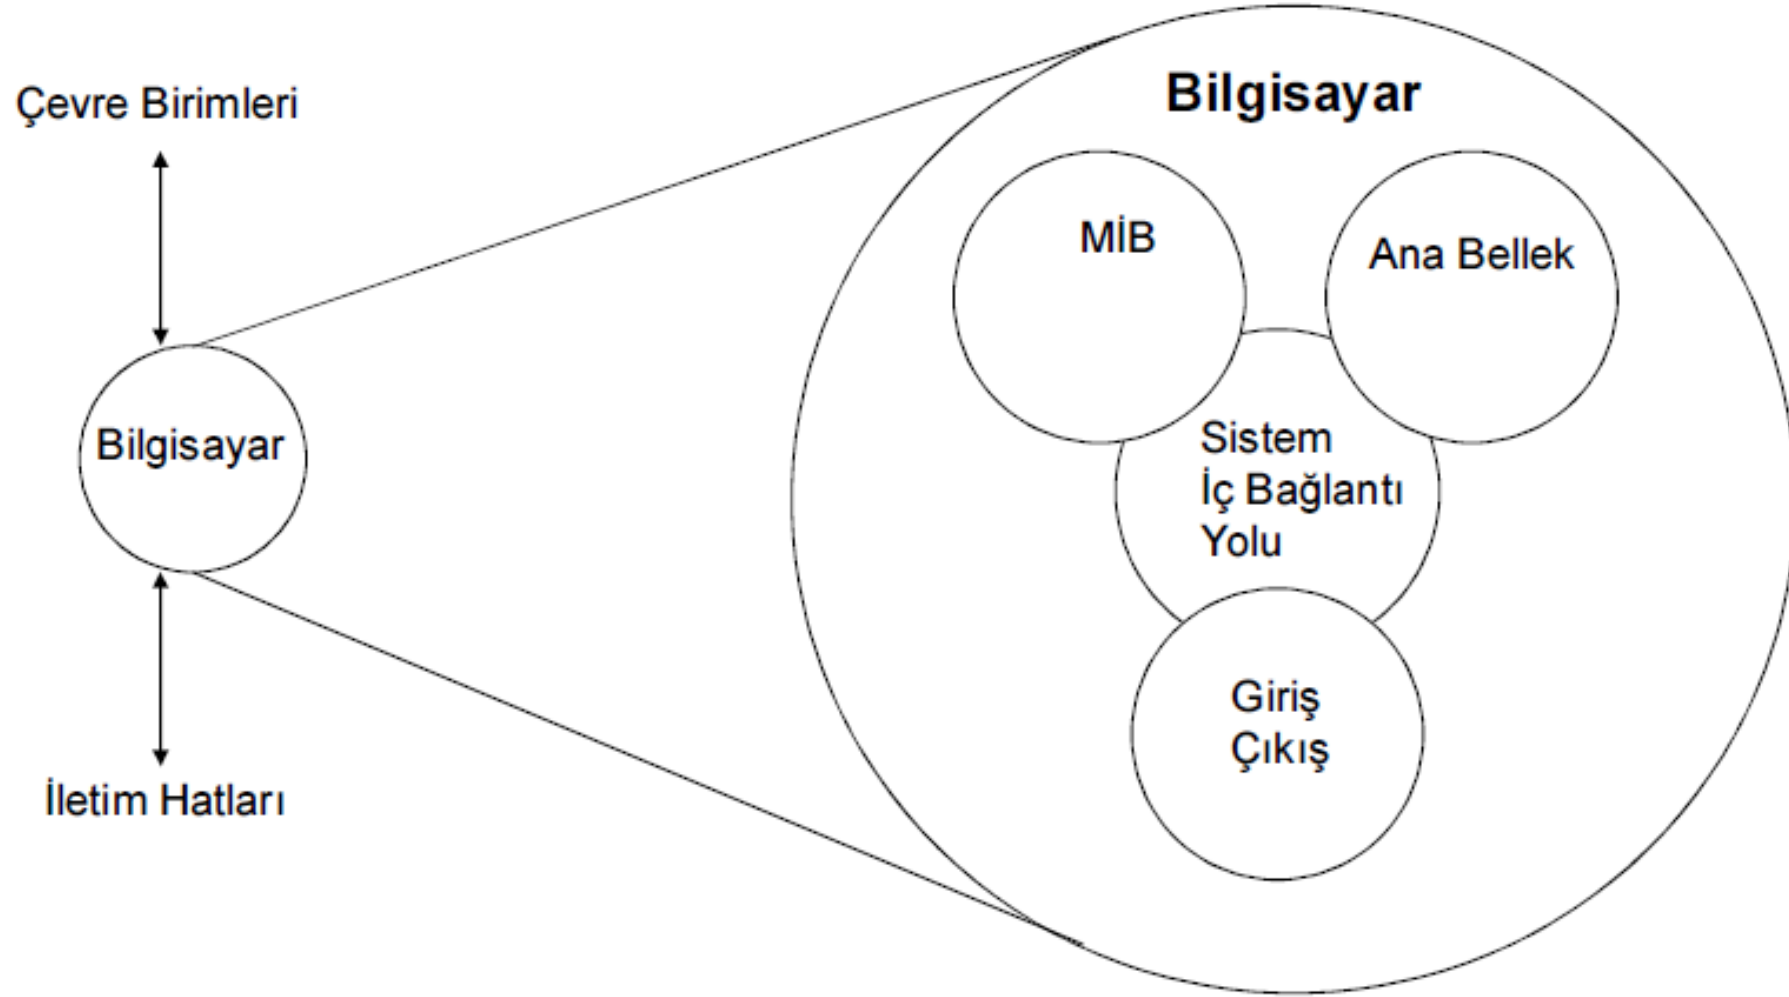 Çevre Birimleri
Bilgisayar
İletim Hatları
Bilgisayar
MİB
Ana Bellek
Sistem
İç Bağlantı
Yolu
Giriş
Çıkış